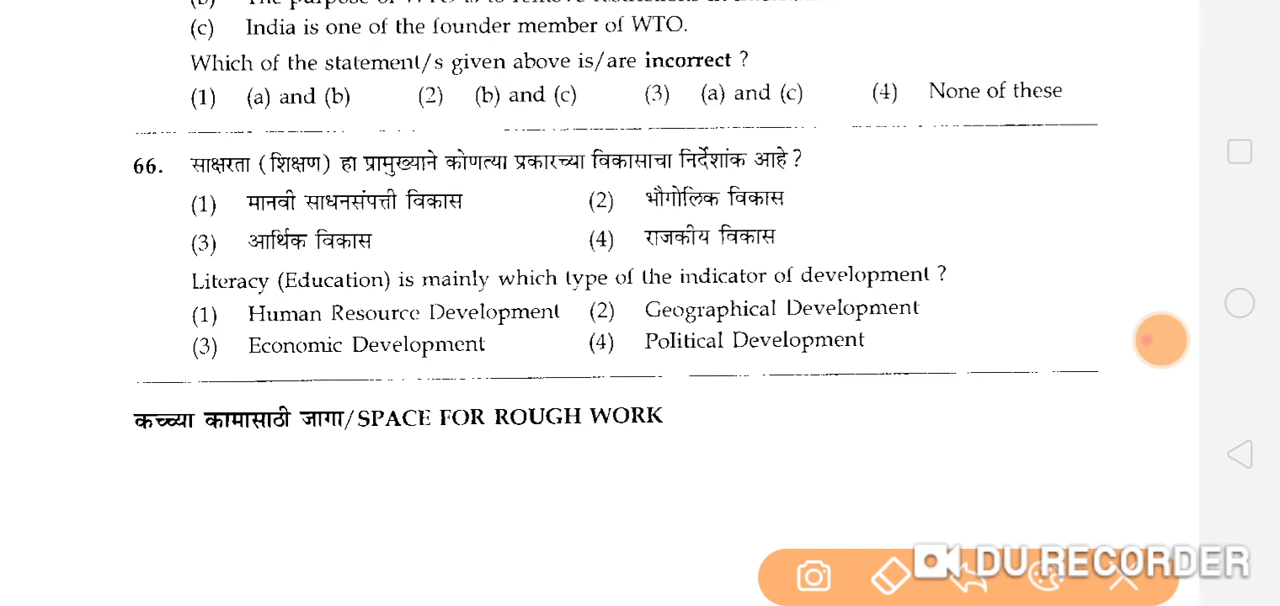 (c) India is one of the founder member of WTO.
Which of the statement/s given above is/are incorrect ?
(1) (a) and (b) (2) (b) and (c) (3) (a) and (c) (4) None of these
66. साक्षरता (शिक्षण) हा प्रामुख्याने कोणत्या प्रकारच्या विकासाचा निर्देशांक आहे ?
(1) मानवी साधनसंपत्ती विकास (2) भौगोलिक विकास
(3) आर्थिक विकास (4) राजकीय विकास
Literacy (Education) is mainly which type of the indicator of development ?
(1) Human Resource Development (2) Geographical Development
(3) Economic Development (4) Political Development
कच्च्या कामासाठी जागा/SPACE FOR ROUGH WORK
DU RECORDER